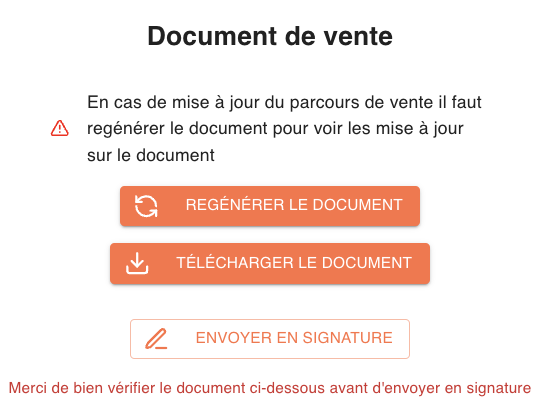 Document de vente
En cas de mise à jour du parcours de vente il faut
regénérer le document pour voir les mise à jour
sur le document
REGÉNÉRER LE DOCUMENT
TÉLÉCHARGER LE DOCUMENT
ENVOYER EN SIGNATURE
Merci de bien vérifier le document ci-dessous avant d'envoyer en signature